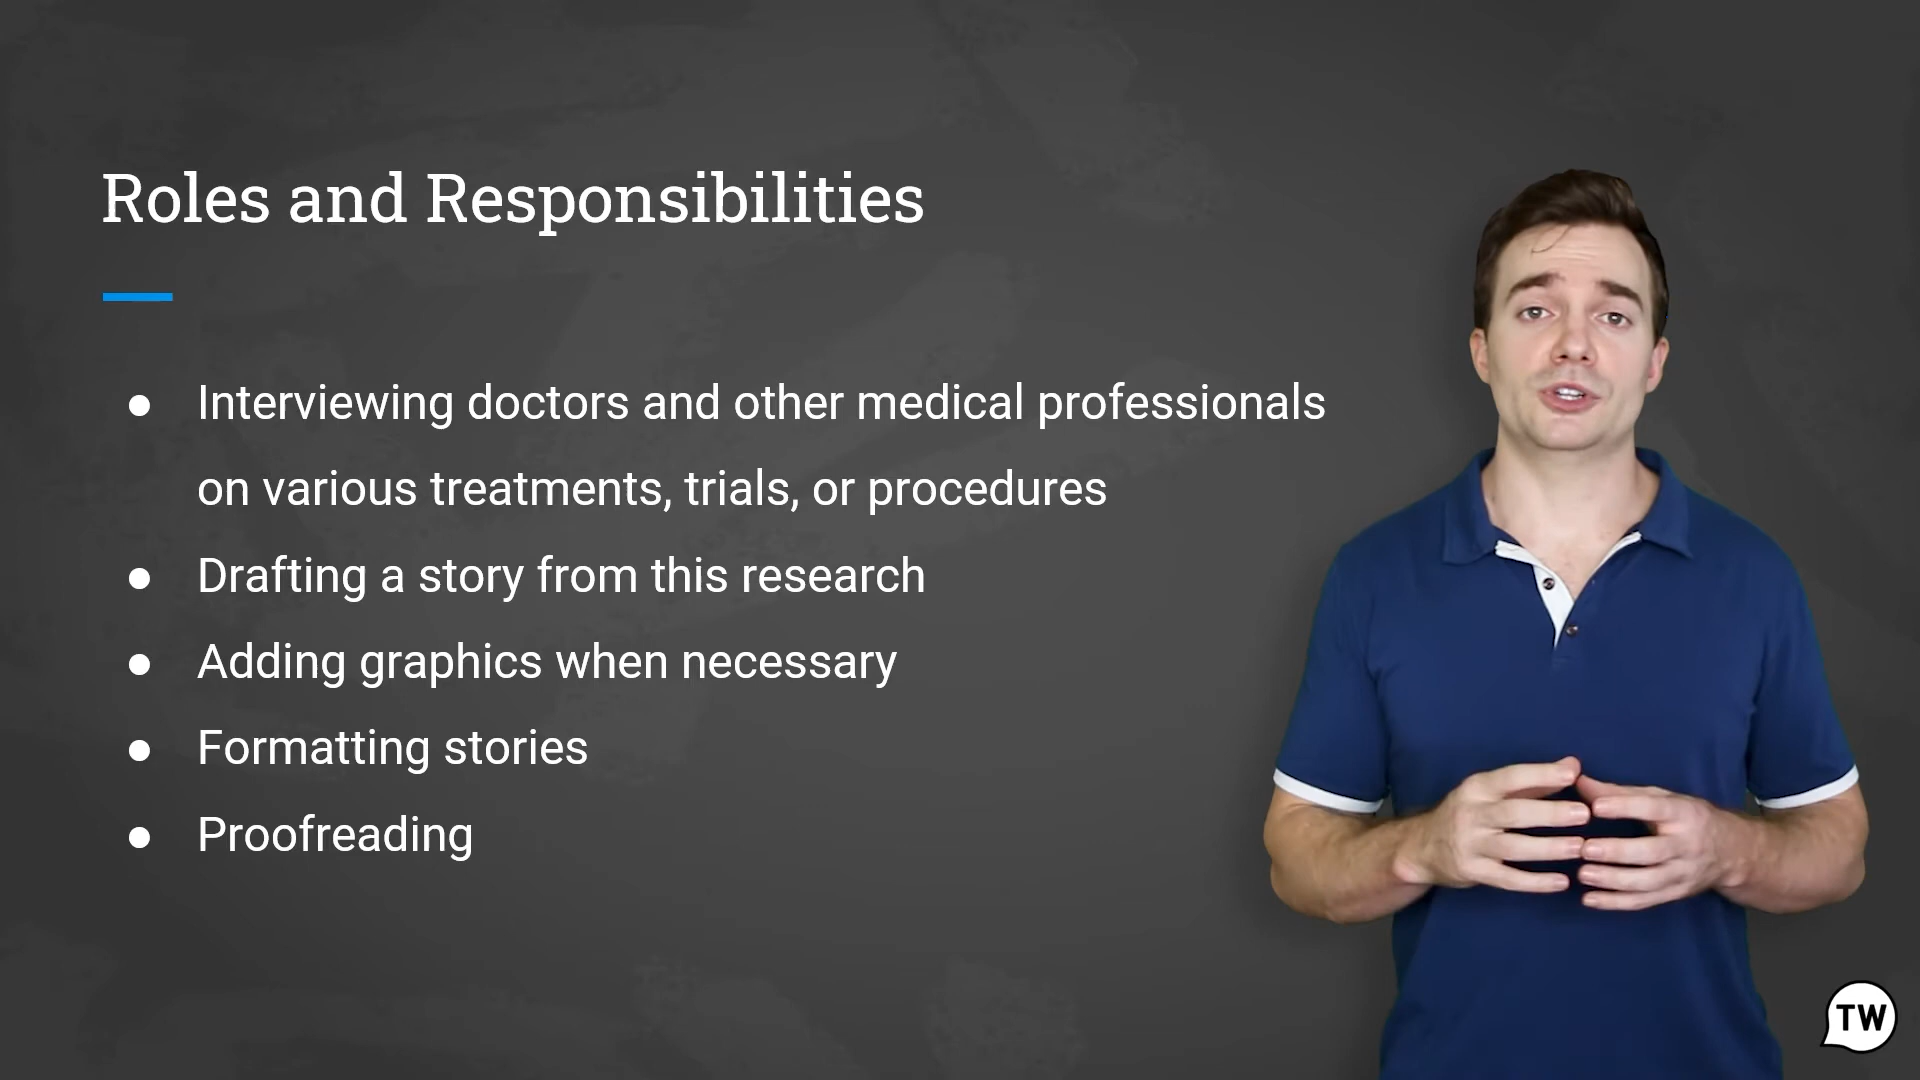 Roles and Responsibilities
● Interviewing doctors and other medical professionals
on various treatments, trials, or procedures
● Drafting a story from this research
● Adding graphics when necessary
● Formatting stories
● Proofreading
TW